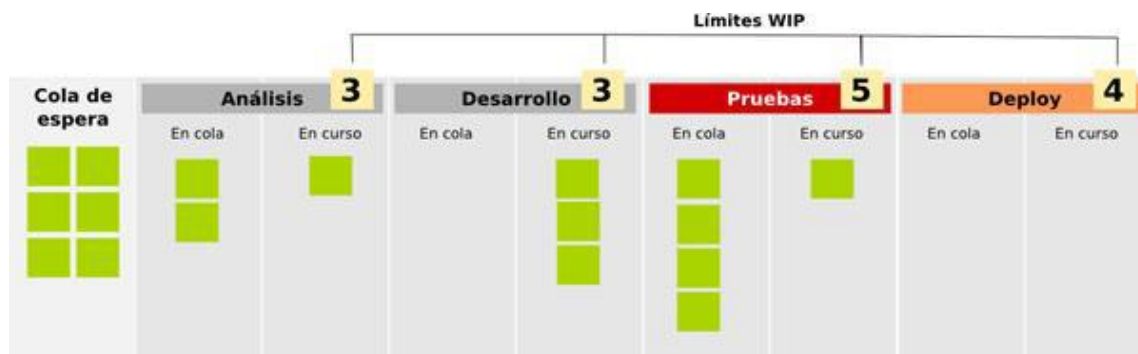 Límites WIP
Cola de
espera
Análisis 3
Desarrollo 3
Pruebas 5
Deploy 4
En cola
En curso
En cola
En curso
En cola
En curso
En cola
En curso